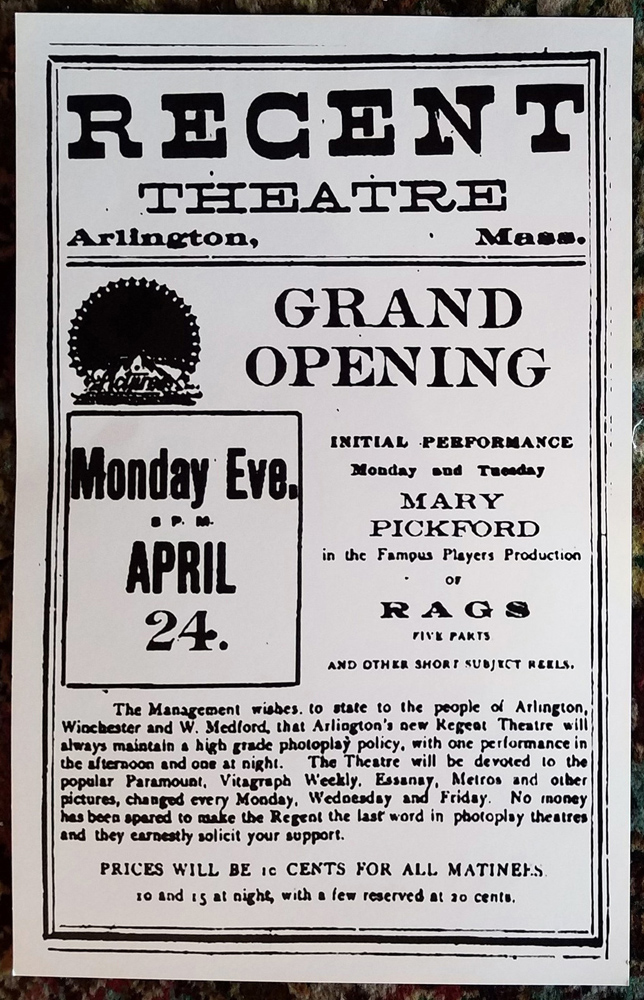 RECENT
THEATRE
Arlington, Mass.
GRAND
OPENING
Monday Eve.
8 P. M.
APRIL
24.
INITIAL PERFORMANCE
Monday and Tuesday
MARY
PICKFORD
in the Famous Players Production
OF
RAGS
FIVE PARTS
AND OTHER SHORT SUBJECT REELS.
The Management wishes to state to the people of Arlington,
Winchester and W. Medford, that Arlington's new Regent Theatre will
always maintain a high grade photoplay policy, with one performance in
the afternoon and one at night. The Theatre will be devoted to the
popular Paramount, Vitagraph Weekly, Essanay, Metros and other
pictures, changed every Monday, Wednesday and Friday. No money
has been spared to make the Regent the last word in photoplay theatres
and they earnestly solicit your support.
PRICES WILL BE 10 CENTS FOR ALL MATINEES.
10 and 15 at night, with a few reserved at 20 cents.